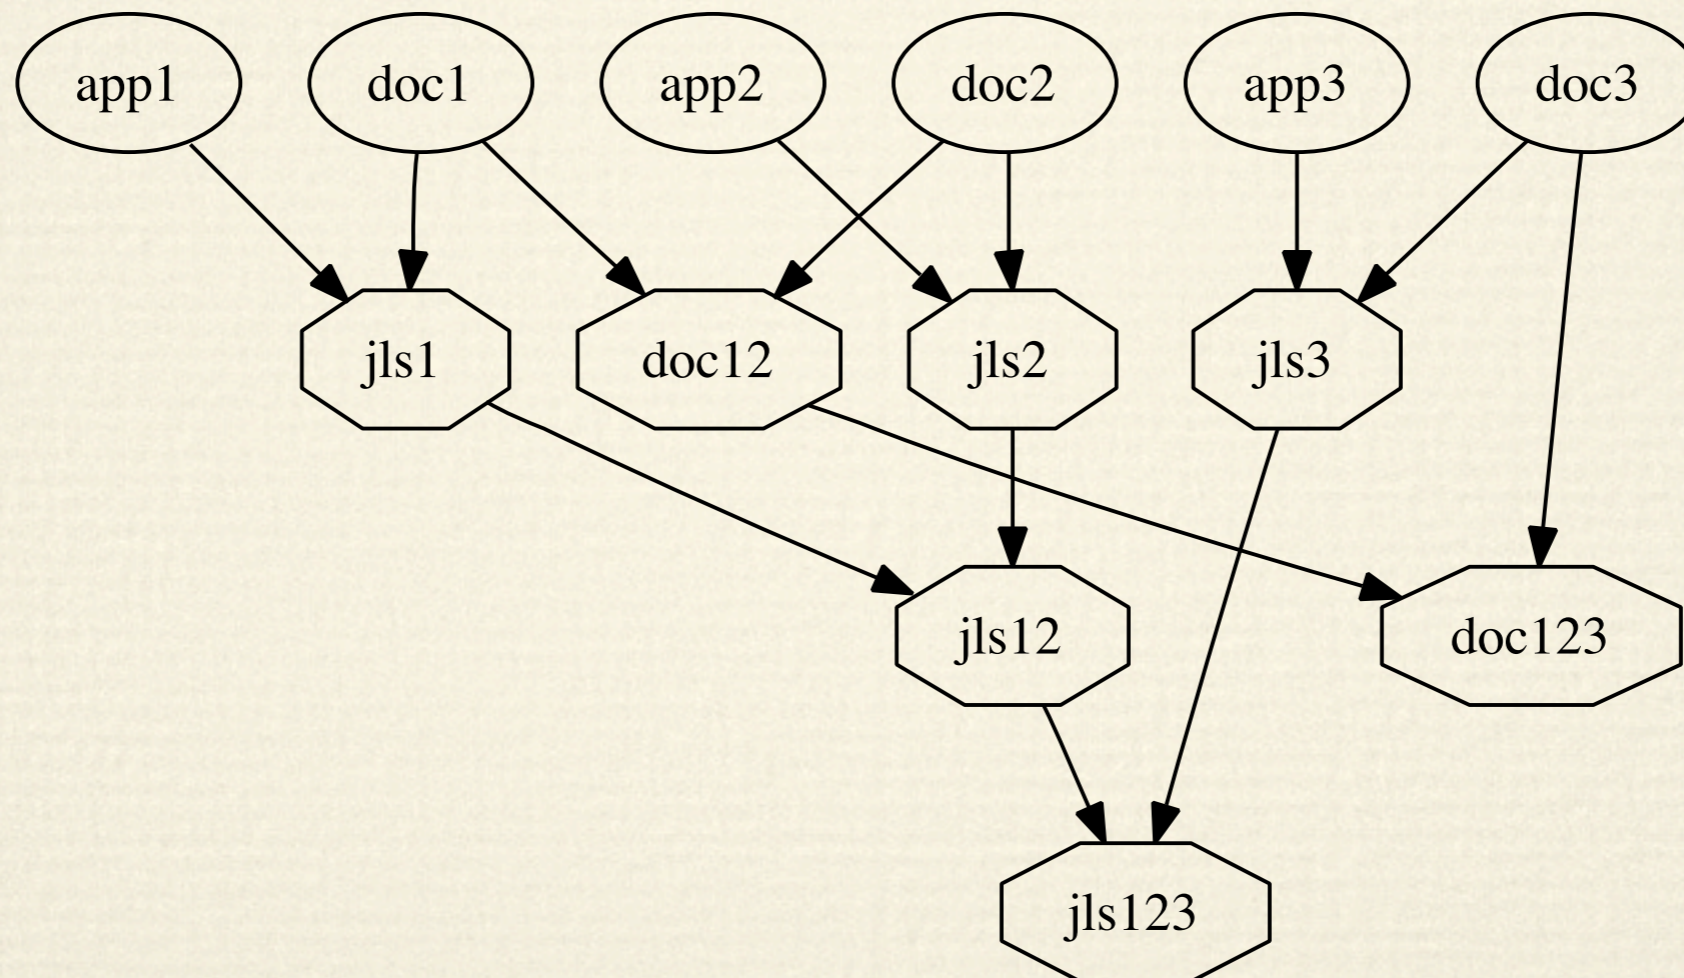 app1 doc1 app2 doc2 app3 doc3
jls1 doc12 jls2 jls3
jls12 doc123
jls123